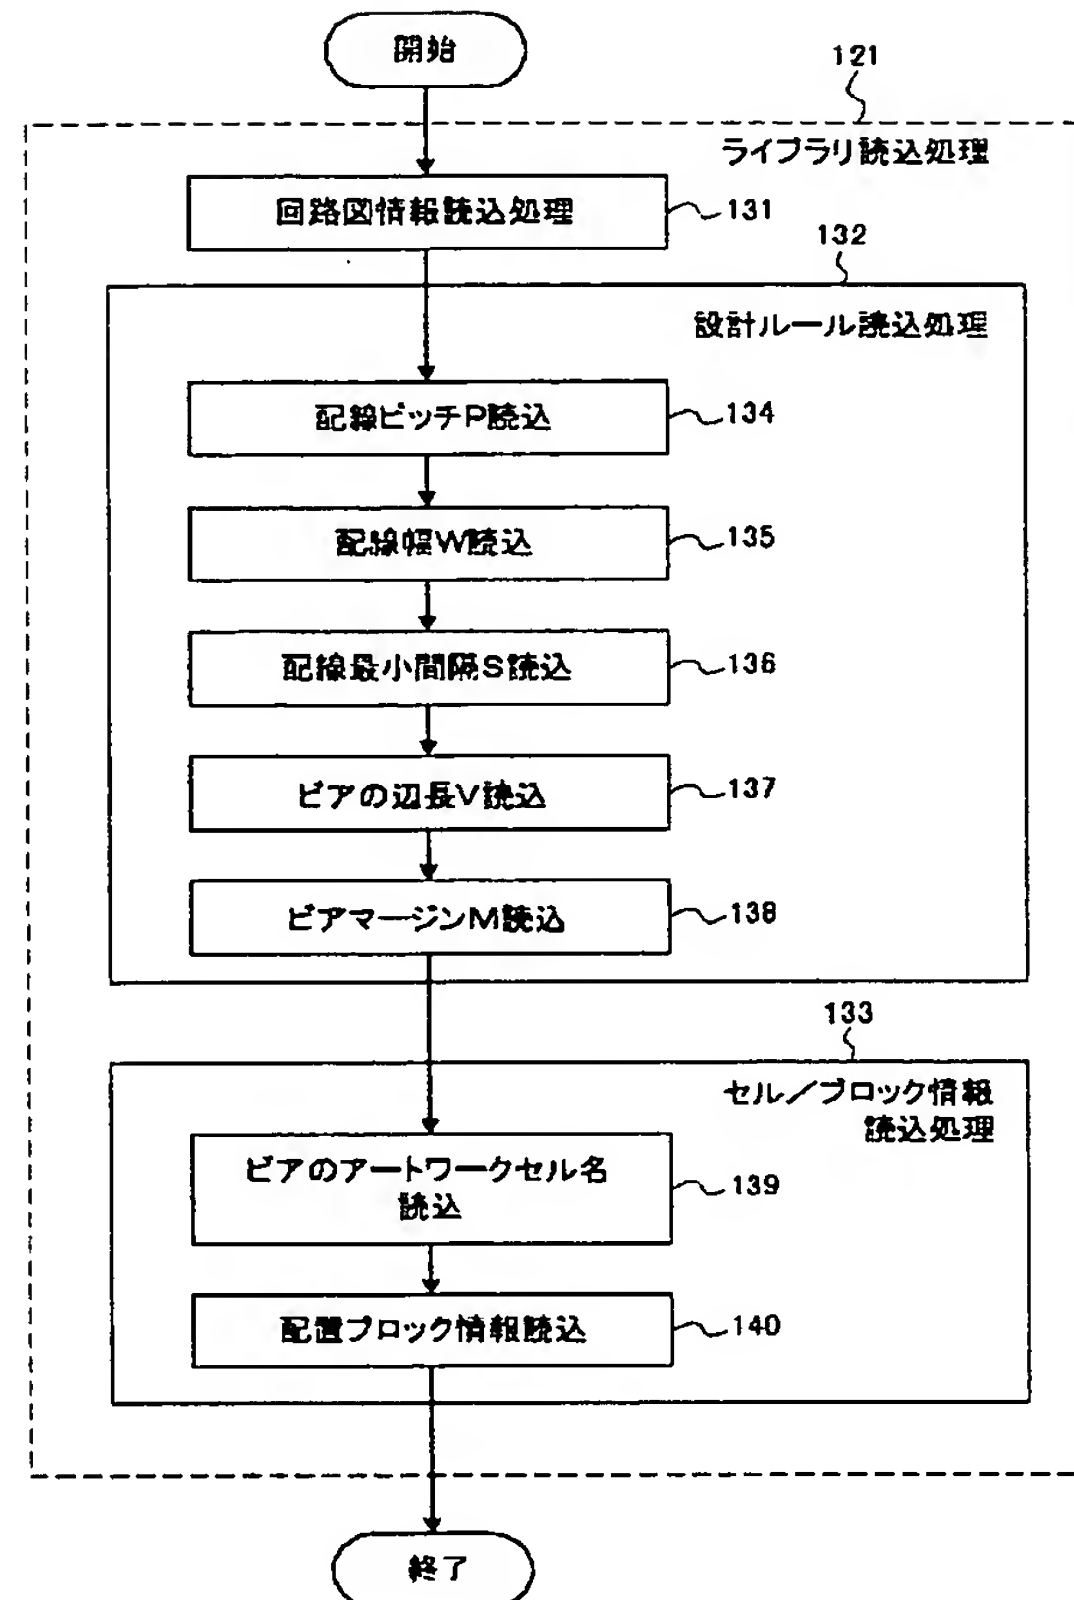 開始
121
ライブラリ読込処理
回路図情報読込処理
131
132
設計ルール読込処理
配線ピッチP読込
134
配線幅W読込
135
配線最小間隔S読込
136
ビアの辺長V読込
137
ビアマージンM読込
138
133
セル/ブロック情報
読込処理
ビアのアートワークセル名
読込
139
配置ブロック情報読込
140
終了